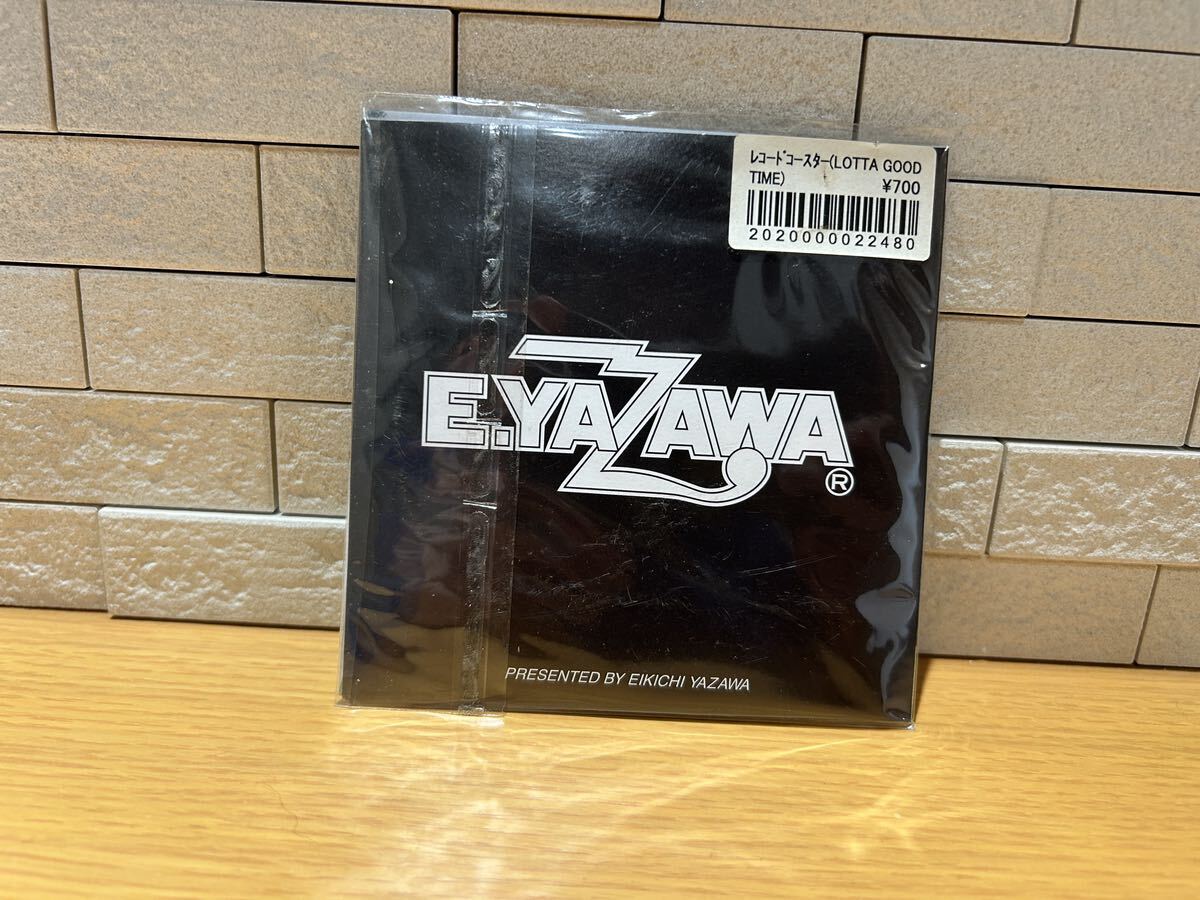 ﾚｺｰﾄﾞｺｰｽﾀｰ(LOTTA GOOD
TIME) ¥700
2020000022480
E.YAZAWA
®
PRESENTED BY EIKICHI YAZAWA